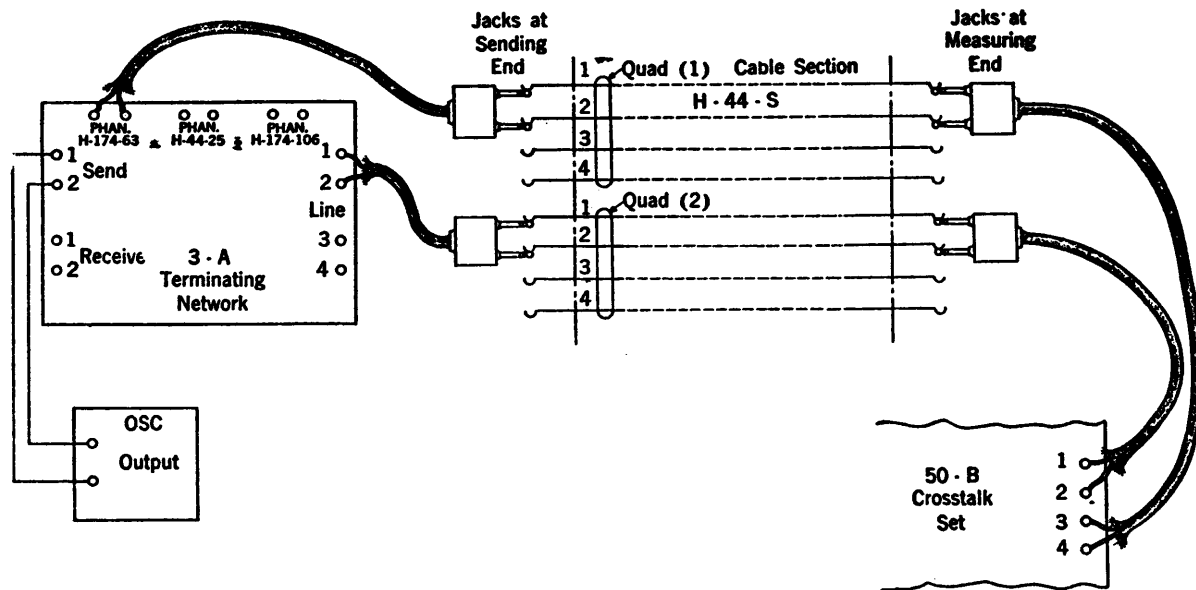 Jacks at
Sending
End
Jacks at
Measuring
End
1 Quad (1) Cable Section
2 H-44-S
3
4
1 Quad (2)
2
3
4
PHAN. PHAN. PHAN.
H-174-63 H-44-25 H-174-106
1 Send 1
2 2
Line
1 Receive 3
2 4
3-A
Terminating
Network
OSC
Output
50-B
Crosstalk
Set
1
2
3
4